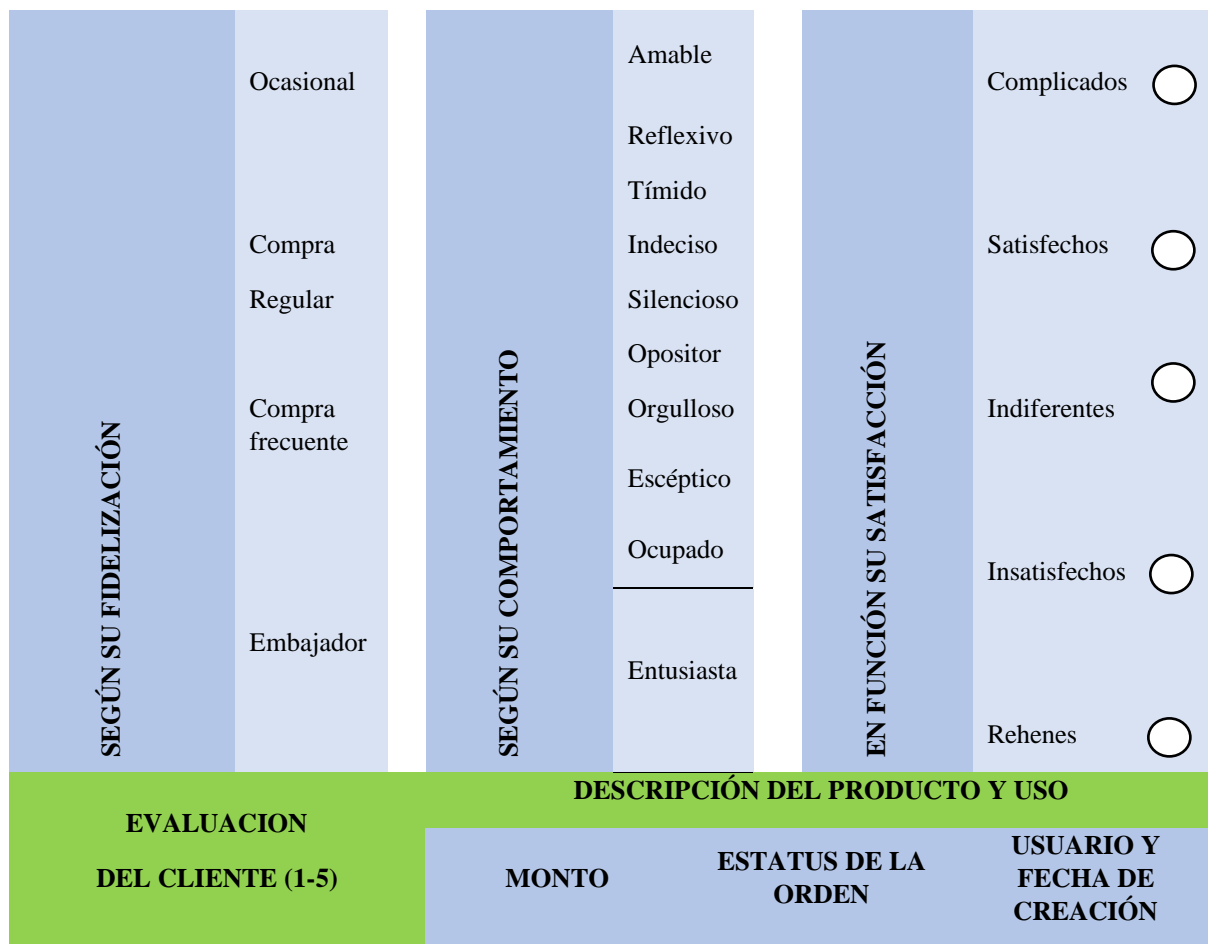 SEGÚN SU FIDELIZACIÓN
Ocasional
Compra
Regular
Compra
frecuente
Embajador
SEGÚN SU COMPORTAMIENTO
Amable
Reflexivo
Tímido
Indeciso
Silencioso
Opositor
Orgulloso
Escéptico
Ocupado
Entusiasta
EN FUNCIÓN SU SATISFACCIÓN
Complicados
Satisfechos
Indiferentes
Insatisfechos
Rehenes
EVALUACION
DEL CLIENTE (1-5)
DESCRIPCIÓN DEL PRODUCTO Y USO
MONTO
ESTATUS DE LA
ORDEN
USUARIO Y
FECHA DE
CREACIÓN